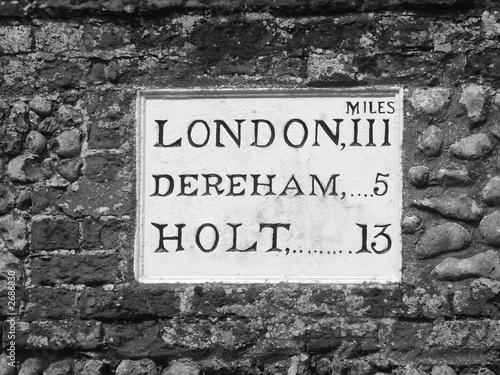 MILES
LONDON,111
DEREHAM,....5
HOLT,.........13